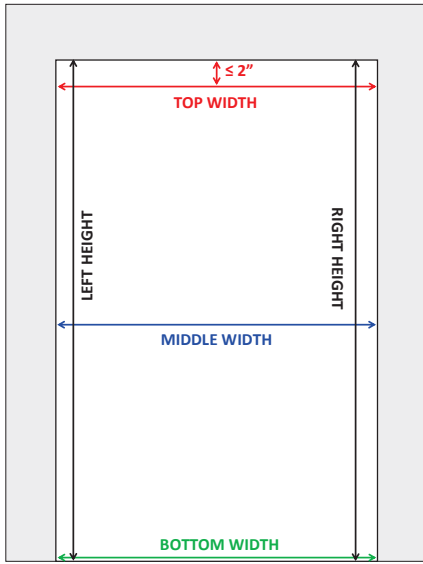 ≤ 2”
TOP WIDTH
LEFT HEIGHT
RIGHT HEIGHT
MIDDLE WIDTH
BOTTOM WIDTH